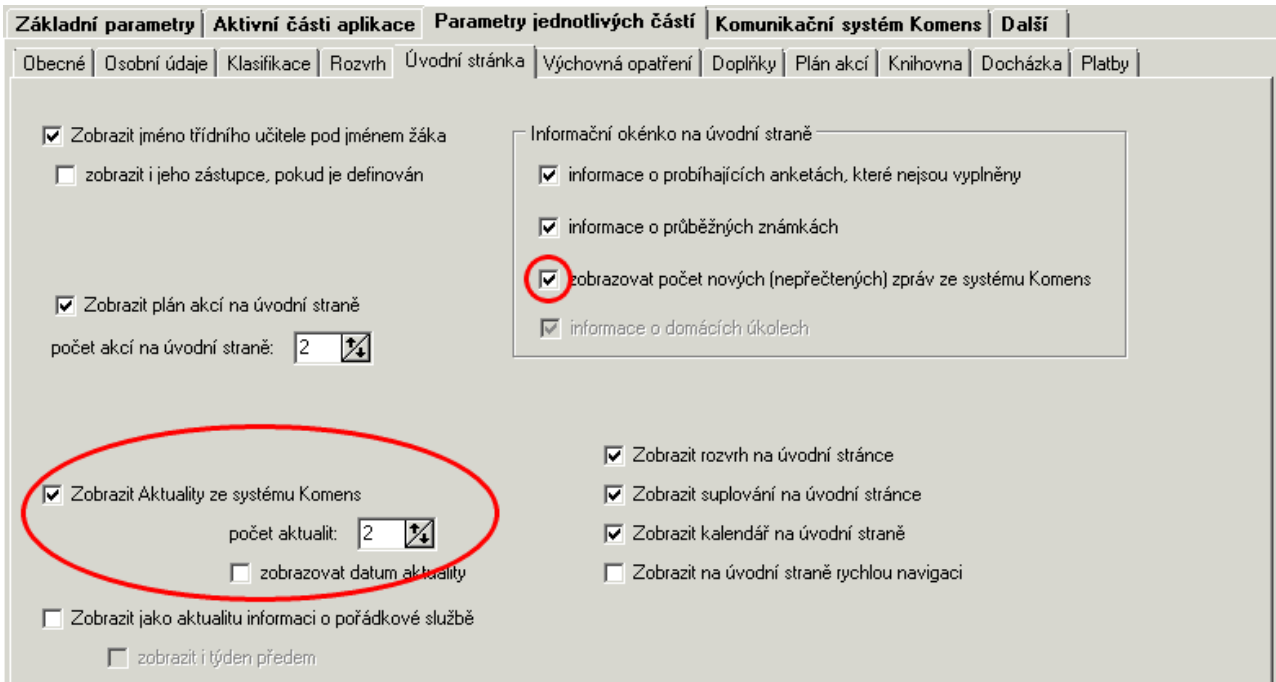 Základní parametry Aktivní části aplikace Parametry jednotlivých částí Komunikační systém Komens Další
Obecné Osobní údaje Klasifikace Rozvrh Úvodní stránka Výchovná opatření Doplňky Plán akcí Knihovna Docházka Platby
Zobrazit jméno třídního učitele pod jménem žáka
zobrazit i jeho zástupce, pokud je definován
Zobrazit plán akcí na úvodní straně
počet akcí na úvodní straně: 2
Informační okénko na úvodní straně
informace o probíhajících anketách, které nejsou vyplněny
informace o průběžných známkách
zobrazovat počet nových (nepřečtených) zpráv ze systému Komens
informace o domácích úkolech
Zobrazit Aktuality ze systému Komens
počet aktualit: 2
zobrazovat datum aktuality
Zobrazit jako aktualitu informaci o pořádkové službě
zobrazit i týden předem
Zobrazit rozvrh na úvodní stránce
Zobrazit suplování na úvodní stránce
Zobrazit kalendář na úvodní straně
Zobrazit na úvodní straně rychlou navigaci